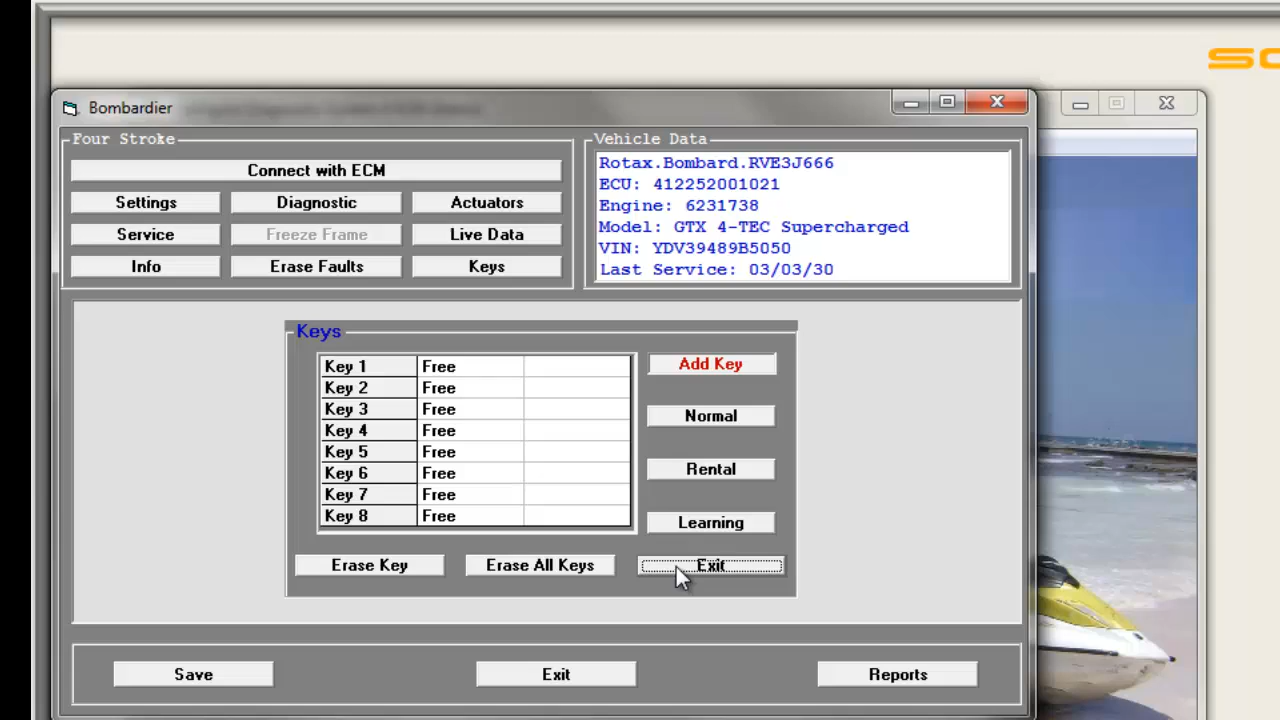 Bombardier
Four Stroke
Connect with ECM
Settings
Diagnostic
Actuators
Service
Freeze Frame
Live Data
Info
Erase Faults
Keys
Vehicle Data
Rotax.Bombard.RVE3J666
ECU: 412252001021
Engine: 6231738
Model: GTX 4-TEC Supercharged
VIN: YDV39489B5050
Last Service: 03/03/30
Keys
Key 1 Free
Key 2 Free
Key 3 Free
Key 4 Free
Key 5 Free
Key 6 Free
Key 7 Free
Key 8 Free
Add Key
Normal
Rental
Learning
Erase Key
Erase All Keys
Exit
Save
Exit
Reports